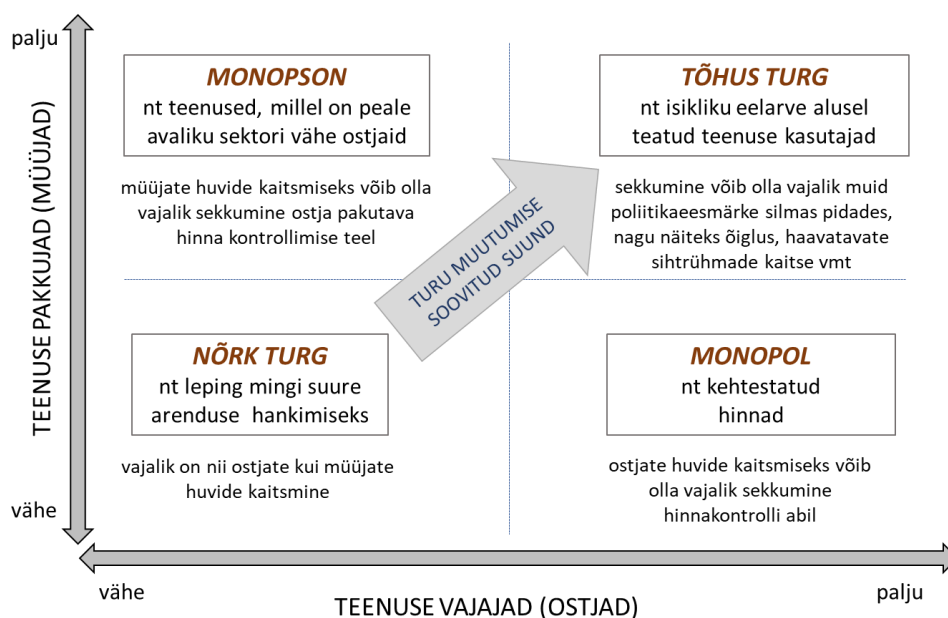 palju
TEENUSE PAKKUJAD (MÜÜJAD)
vähe
MONOPSON
nt teenused, millel on peale
avaliku sektori vähe ostjaid
müüjate huvide kaitsmiseks võib olla
vajalik sekkumine ostja pakutava
hinna kontrollimise teel
TÕHUS TURG
nt isikliku eelarve alusel
teatud teenuse kasutajad
sekkumine võib olla vajalik muid
poliitikaeesmärke silmas pidades,
nagu näiteks õiglus, haavatavate
sihtrühmade kaitse vmt
TURU MUUTUMISE
SOOVITUD SUUND
NÕRK TURG
nt leping mingi suure
arenduse hankimiseks
vajalik on nii ostjate kui müüjate
huvide kaitsmine
MONOPOL
nt kehtestatud
hinnad
ostjate huvide kaitsmiseks võib
olla vajalik sekkumine
hinnakontrolli abil
vähe
TEENUSE VAJAJAD (OSTJAD)
palju